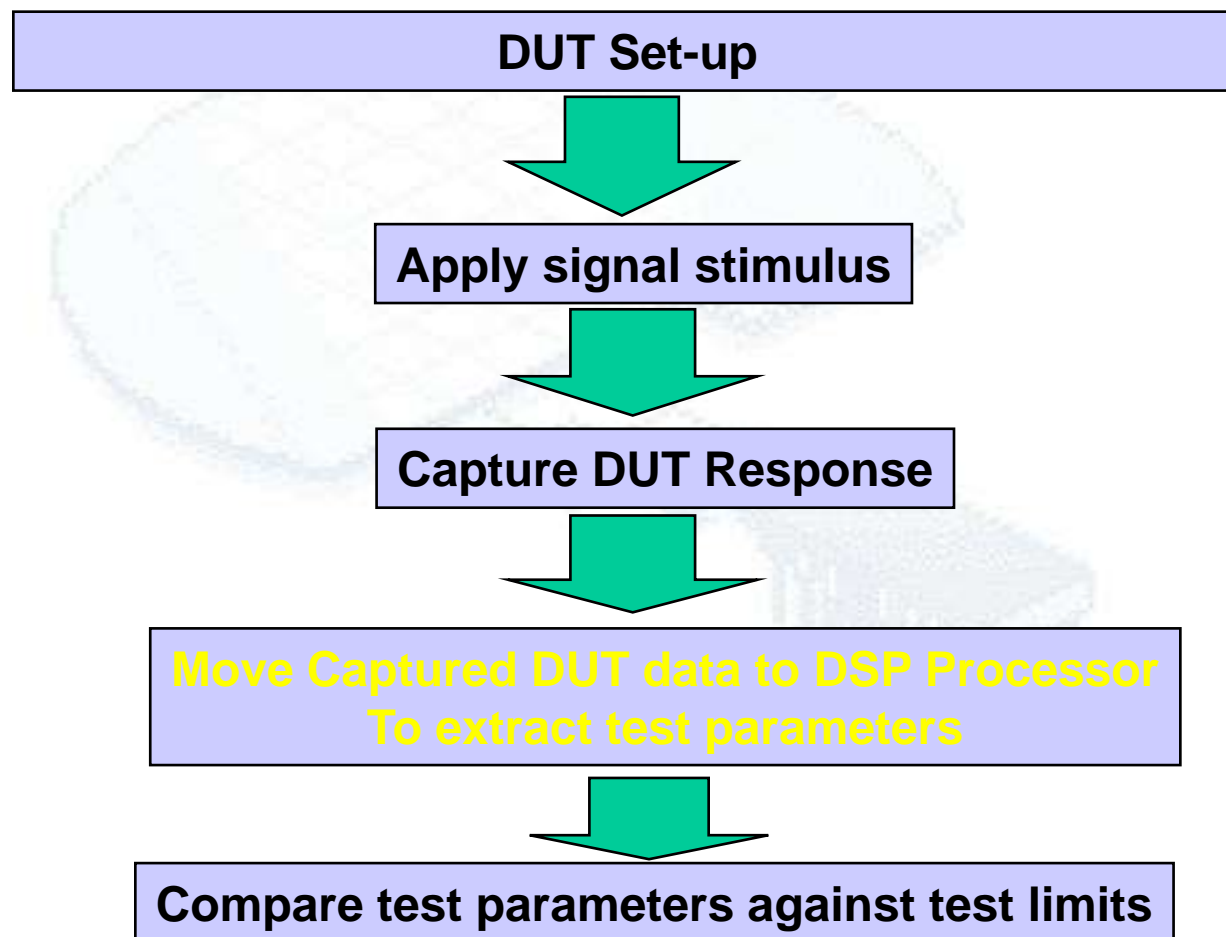 DUT Set-up
Apply signal stimulus
Capture DUT Response
Move Captured DUT data to DSP Processor
To extract test parameters
Compare test parameters against test limits